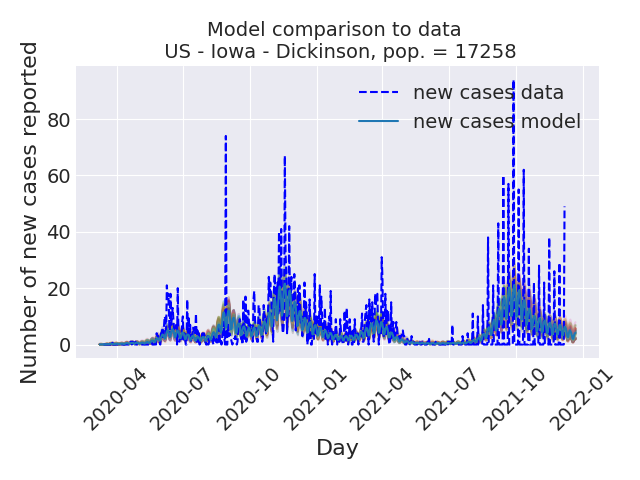 Model comparison to data
US - Iowa - Dickinson, pop. = 17258
Number of new cases reported
80
60
40
20
0
new cases data
new cases model
2020-04
2020-07
2020-10
2021-01
2021-04
2021-07
2021-10
2022-01
Day